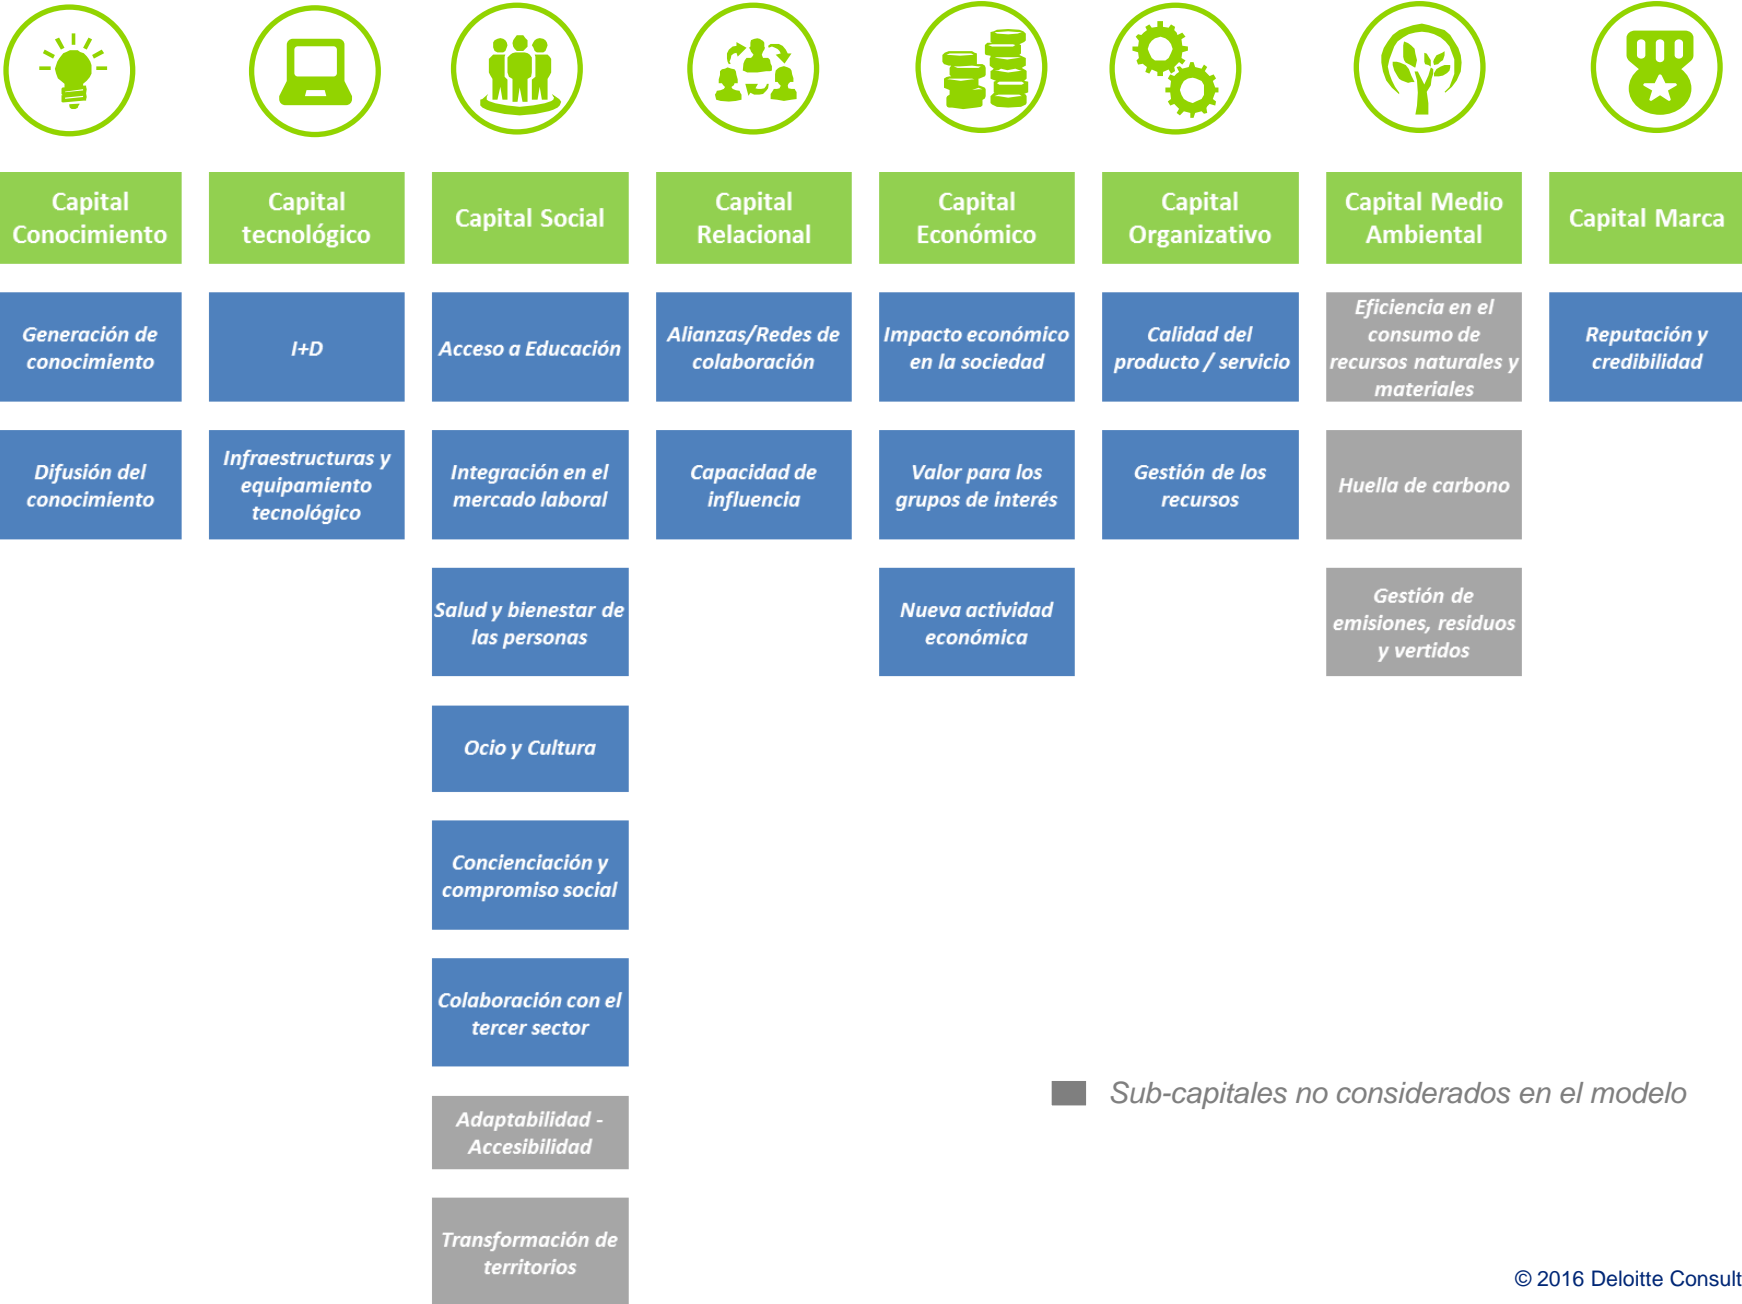 Capital
Conocimiento
Capital
tecnológico
Capital Social
Capital
Relacional
Capital
Económico
Capital
Organizativo
Capital Medio
Ambiental
Capital Marca
Generación de
conocimiento
I+D
Acceso a Educación
Alianzas/Redes de
colaboración
Impacto económico
en la sociedad
Calidad del
producto / servicio
Eficiencia en el
consumo de
recursos naturales y
materiales
Reputación y
credibilidad
Difusión del
conocimiento
Infraestructuras y
equipamiento
tecnológico
Integración en el
mercado laboral
Capacidad de
influencia
Valor para los
grupos de interés
Gestión de los
recursos
Huella de carbono
Salud y bienestar de
las personas
Nueva actividad
económica
Gestión de
emisiones, residuos
y vertidos
Ocio y Cultura
Concienciación y
compromiso social
Colaboración con el
tercer sector
Adaptabilidad -
Accesibilidad
Transformación de
territorios
Sub-capitales no considerados en el modelo
© 2016 Deloitte Consult